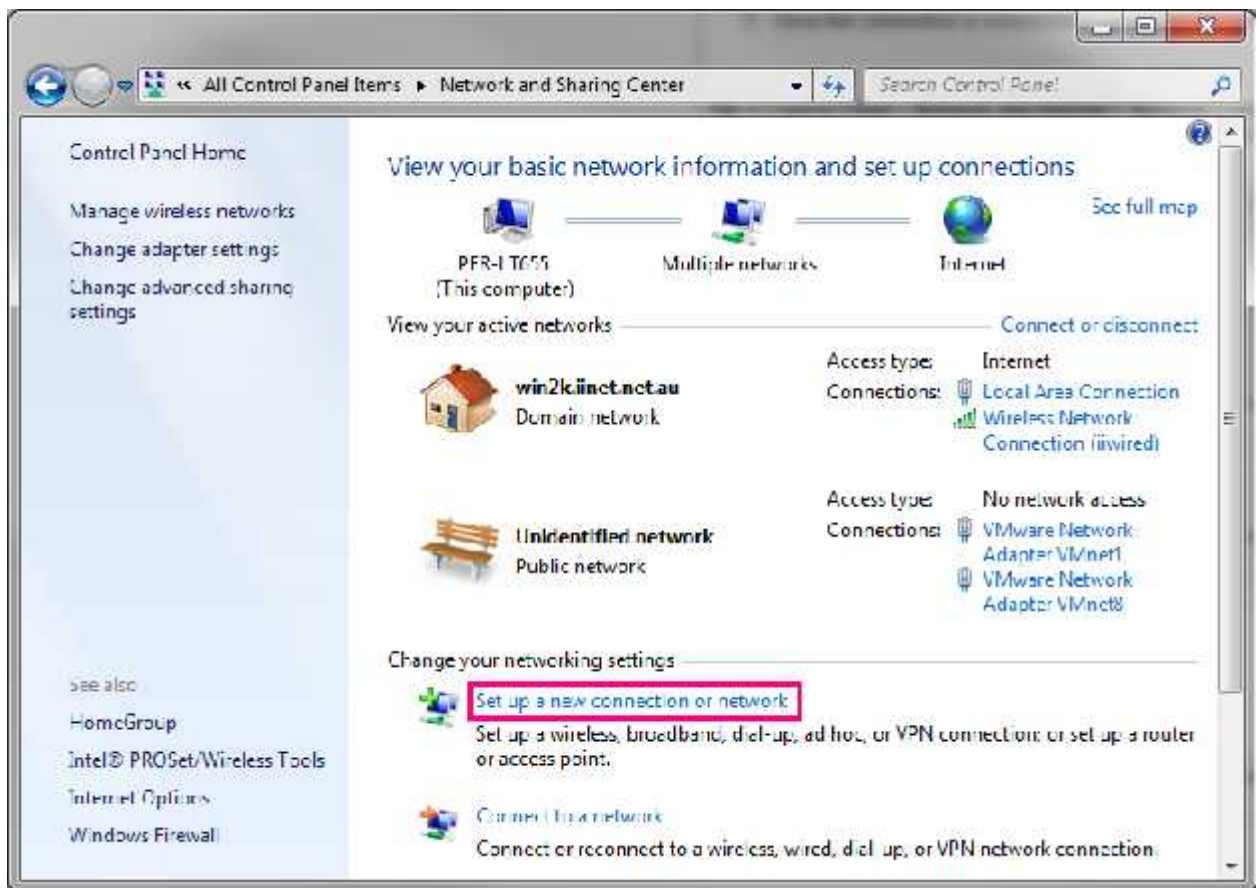 « All Control Panel Items ▸ Network and Sharing Center
Search Control Panel
Control Panel Home
Manage wireless networks
Change adapter settings
Change advanced sharing
settings
See also
HomeGroup
Intel® PROSet/Wireless Tools
Internet Options
Windows Firewall
View your basic network information and set up connections
See full map
PER-LT655
(This computer)
Multiple networks
Internet
View your active networks
Connect or disconnect
win2k.iinet.net.au
Domain network
Access type: Internet
Connections: Local Area Connection
Wireless Network
Connection (iiwired)
Unidentified network
Public network
Access type: No network access
Connections: VMware Network
Adapter VMnet1
VMware Network
Adapter VMnet8
Change your networking settings
Set up a new connection or network
Set up a wireless, broadband, dial-up, ad hoc, or VPN connection; or set up a router
or access point.
Connect to a network
Connect or reconnect to a wireless, wired, dial-up, or VPN network connection.